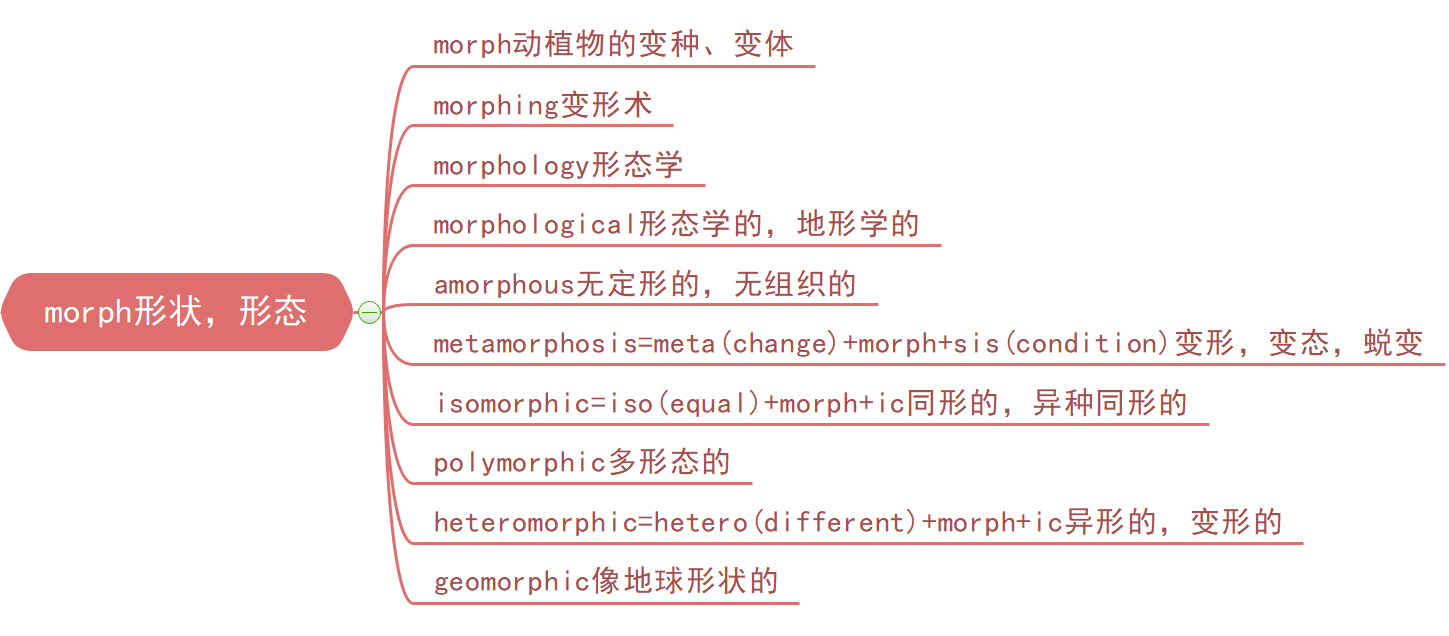 morph形状，形态
morph动植物的变种、变体
morphing变形术
morphology形态学
morphological形态学的，地形学的
amorphous无定形的，无组织的
metamorphosis=meta(change)+morph+sis(condition)变形，变态，蜕变
isomorphic=iso(equal)+morph+ic同形的，异种同形的
polymorphic多形态的
heteromorphic=hetero(different)+morph+ic异形的，变形的
geomorphic像地球形状的